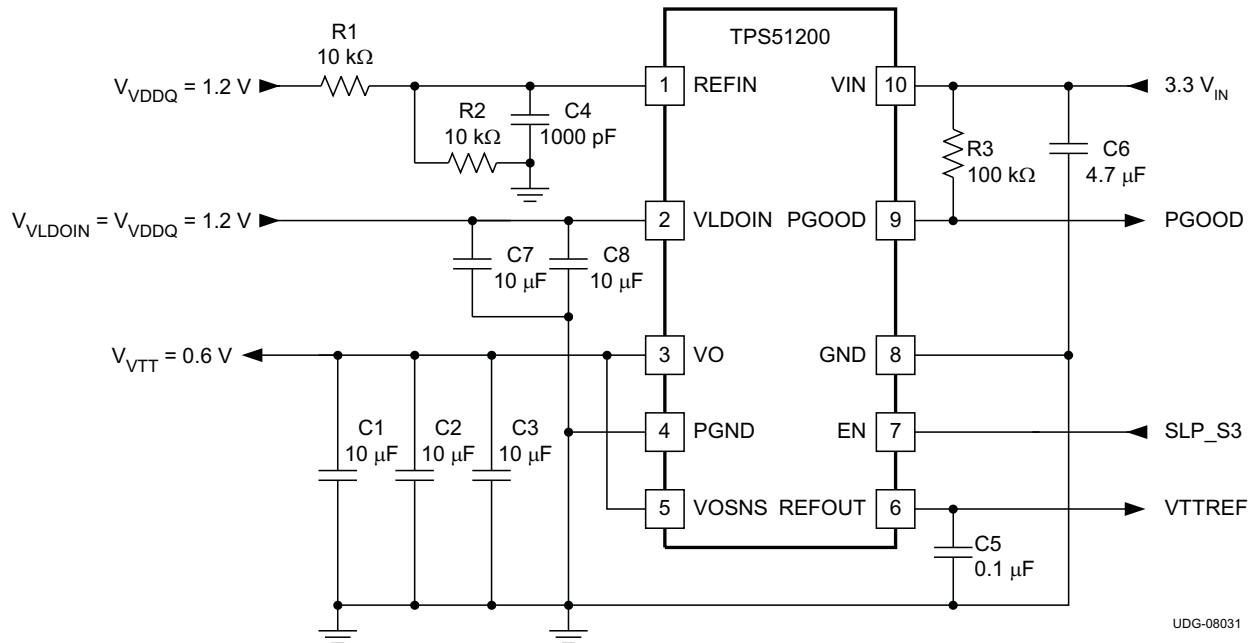 TPS51200
R1
10 kΩ
V_VDDQ = 1.2 V
1
REFIN
VIN
10
3.3 V_IN
R2
10 kΩ
C4
1000 pF
R3
100 kΩ
C6
4.7 µF
V_VLDOIN = V_VDDQ = 1.2 V
2
VLDOIN
PGOOD
9
PGOOD
C7
10 µF
C8
10 µF
V_VTT = 0.6 V
3
VO
GND
8
C1
10 µF
C2
10 µF
C3
10 µF
4
PGND
EN
7
SLP_S3
5
VOSNS
REFOUT
6
VTTREF
C5
0.1 µF
UDG-08031